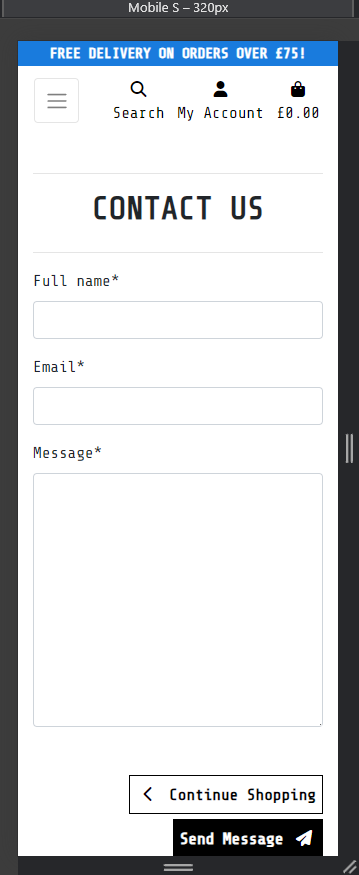 Mobile S – 320px
FREE DELIVERY ON ORDERS OVER £75!
Search My Account £0.00
CONTACT US
Full name*
Email*
Message*
Continue Shopping
Send Message